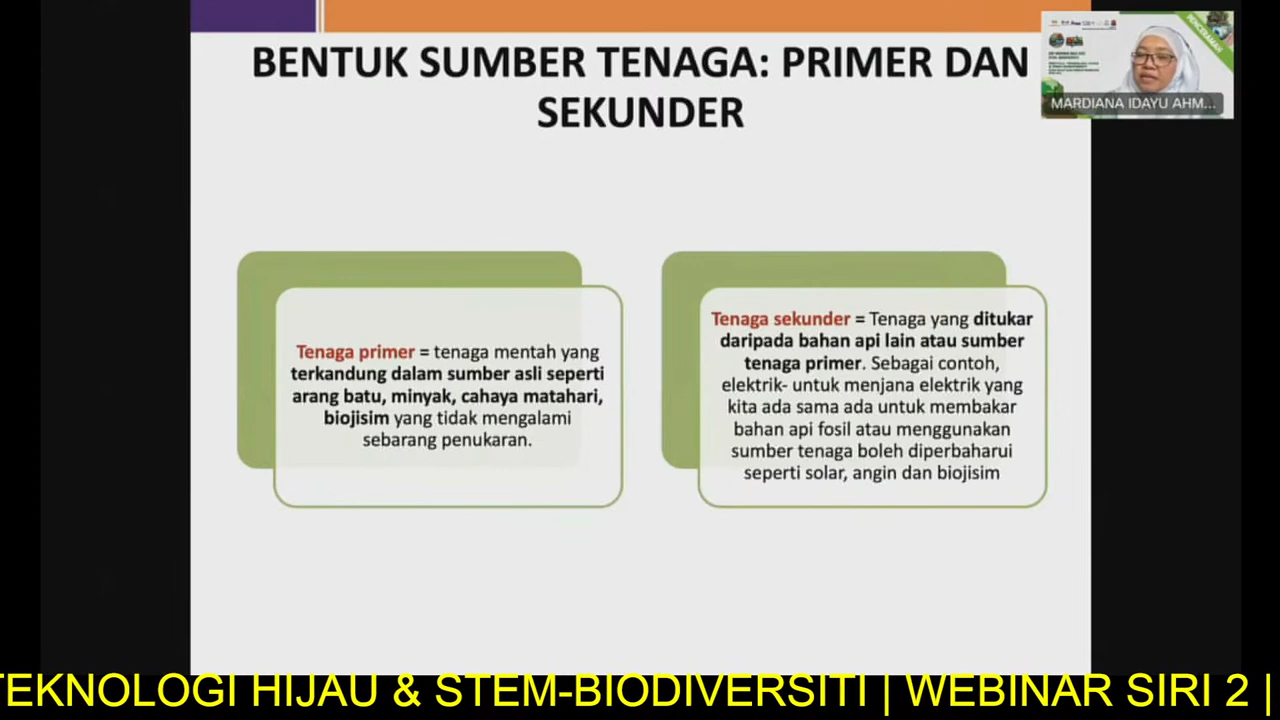 BENTUK SUMBER TENAGA: PRIMER DAN
SEKUNDER
PENCERAMAH
MARDIANA IDAYU AHM...
Tenaga primer = tenaga mentah yang
terkandung dalam sumber asli seperti
arang batu, minyak, cahaya matahari,
biojisim yang tidak mengalami
sebarang penukaran.
Tenaga sekunder = Tenaga yang ditukar
daripada bahan api lain atau sumber
tenaga primer. Sebagai contoh,
elektrik- untuk menjana elektrik yang
kita ada sama ada untuk membakar
bahan api fosil atau menggunakan
sumber tenaga boleh diperbaharui
seperti solar, angin dan biojisim
TEKNOLOGI HIJAU & STEM-BIODIVERSITI | WEBINAR SIRI 2 |